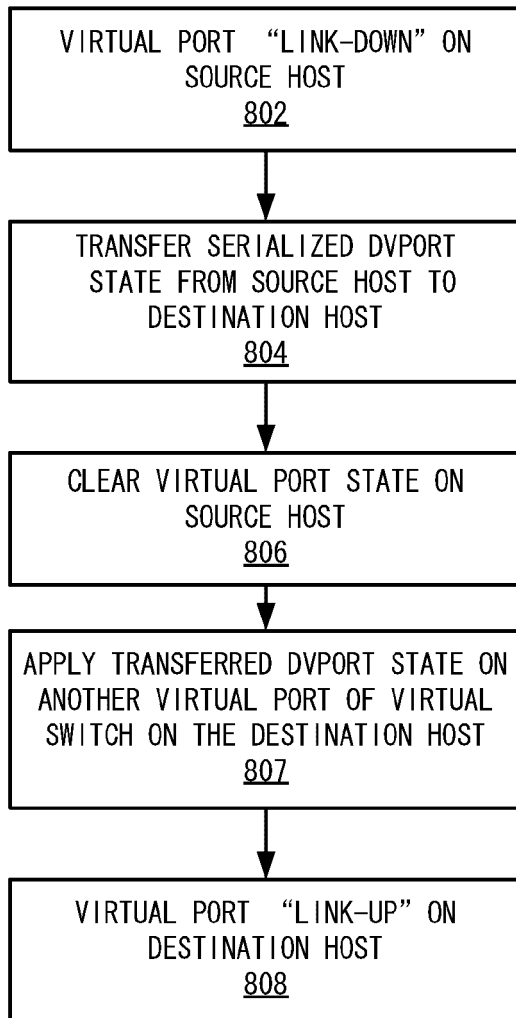 VIRTUAL PORT “LINK-DOWN” ON
SOURCE HOST
802
TRANSFER SERIALIZED DVPORT
STATE FROM SOURCE HOST TO
DESTINATION HOST
804
CLEAR VIRTUAL PORT STATE ON
SOURCE HOST
806
APPLY TRANSFERRED DVPORT STATE ON
ANOTHER VIRTUAL PORT OF VIRTUAL
SWITCH ON THE DESTINATION HOST
807
VIRTUAL PORT “LINK-UP” ON
DESTINATION HOST
808